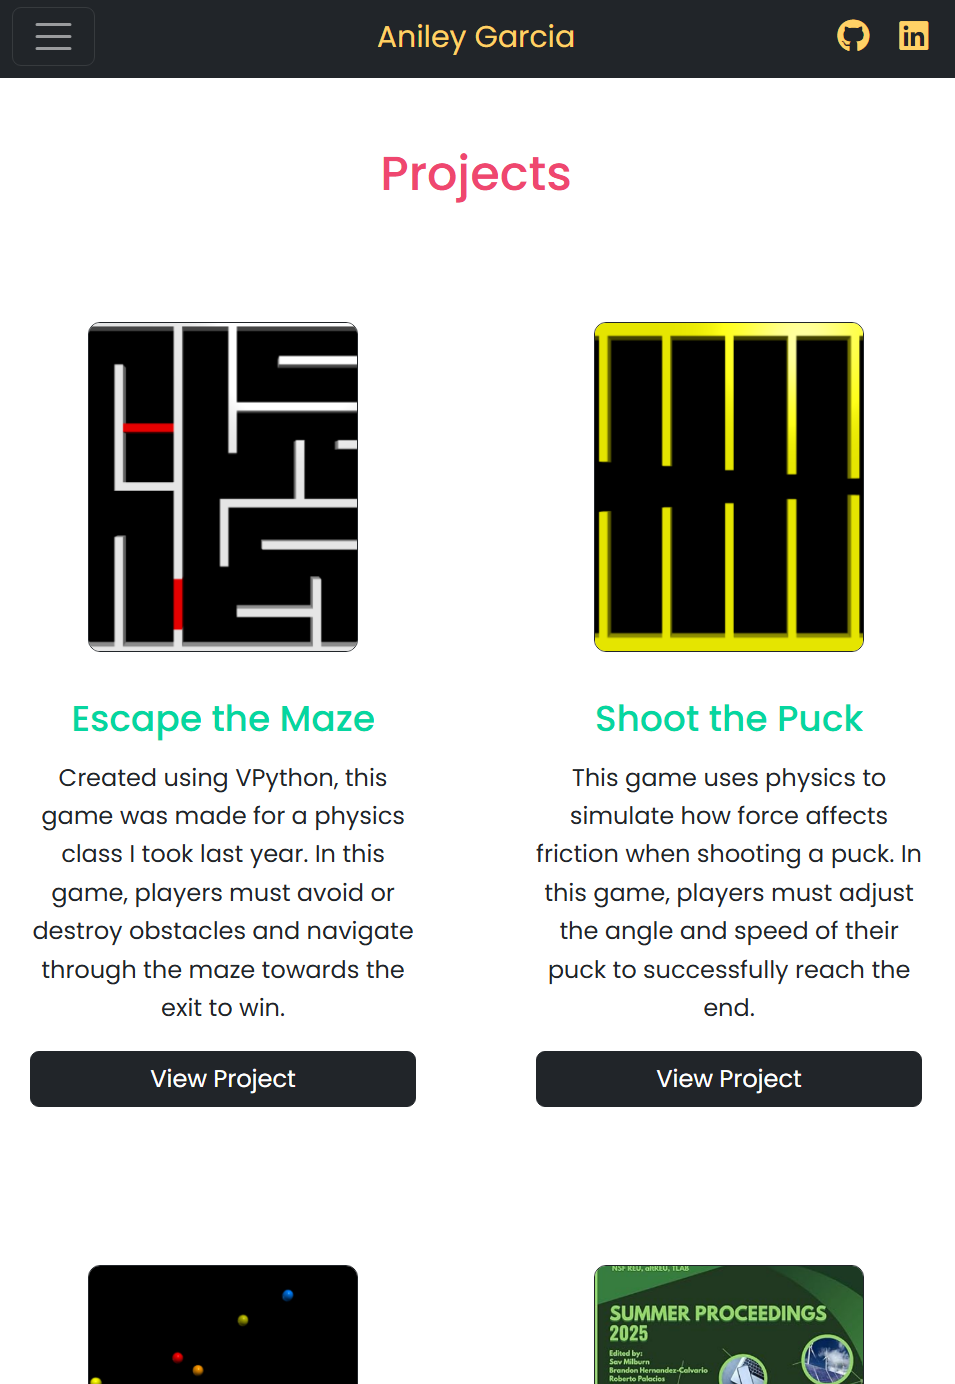 Aniley Garcia
Projects
Escape the Maze
Created using VPython, this
game was made for a physics
class I took last year. In this
game, players must avoid or
destroy obstacles and navigate
through the maze towards the
exit to win.
View Project
Shoot the Puck
This game uses physics to
simulate how force affects
friction when shooting a puck. In
this game, players must adjust
the angle and speed of their
puck to successfully reach the
end.
View Project
NSF REU, altREU, TLAB
SUMMER PROCEEDINGS
2025
Edited by:
Sav Milburn
Brandon Hernandez-Calvario
Roberto Palacios